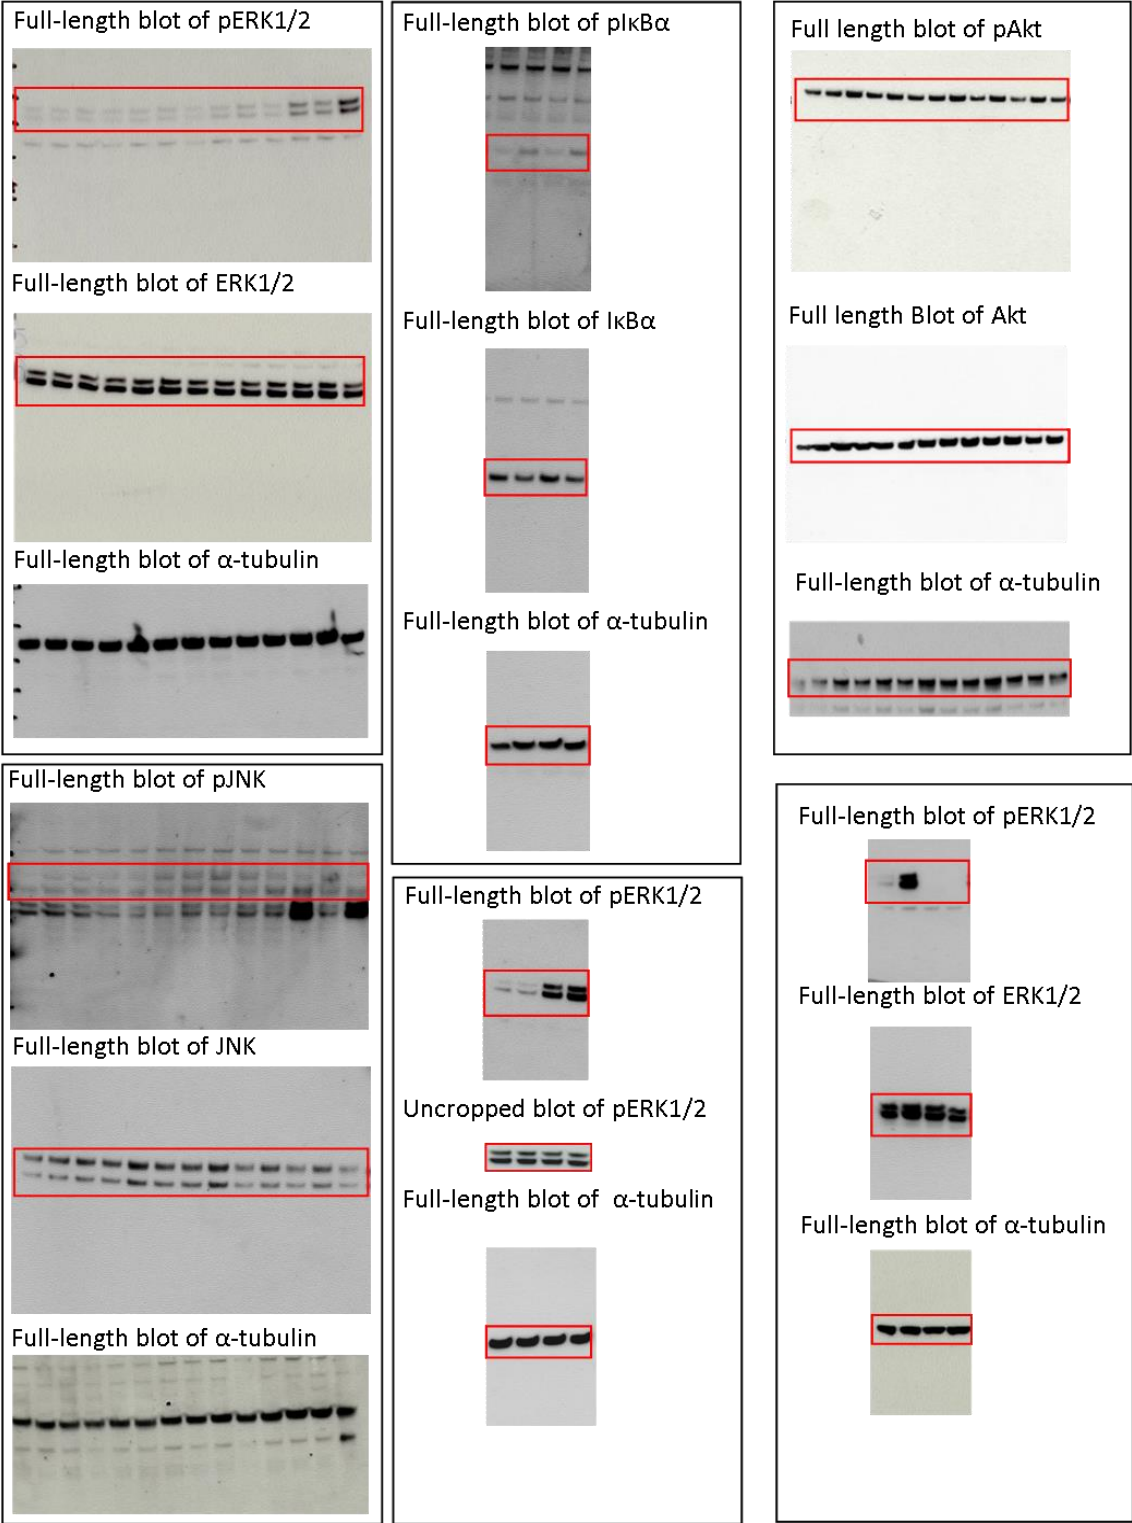 Full-length blot of pERK1/2
Full-length blot of ERK1/2
Full-length blot of α-tubulin
Full-length blot of pJNK
Full-length blot of JNK
Full-length blot of α-tubulin
Full-length blot of pIκBα
Full-length blot of IκBα
Full-length blot of α-tubulin
Full-length blot of pERK1/2
Uncropped blot of pERK1/2
Full-length blot of α-tubulin
Full length blot of pAkt
Full length Blot of Akt
Full-length blot of α-tubulin
Full-length blot of pERK1/2
Full-length blot of ERK1/2
Full-length blot of α-tubulin